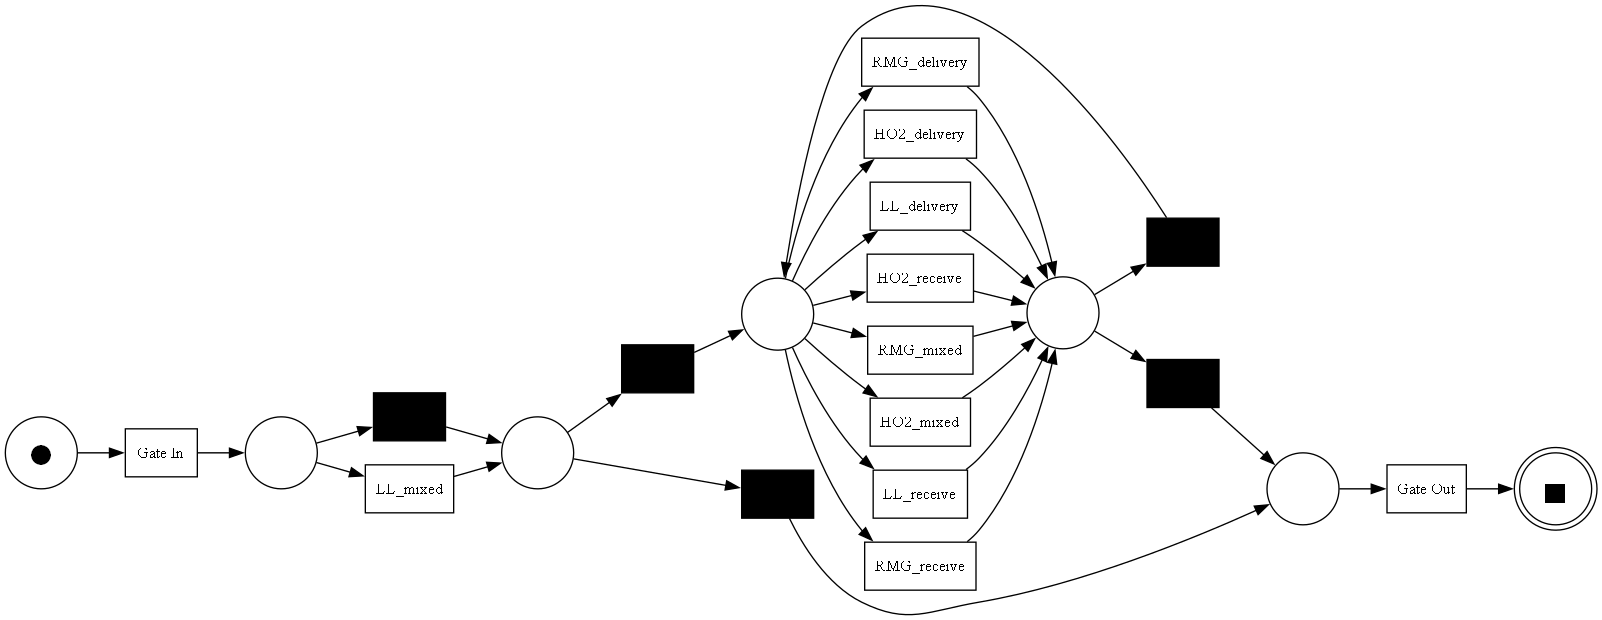 RMG_delivery
HO2_delivery
LL_delivery
HO2_receive
RMG_mixed
HO2_mixed
Gate In
LL_mixed
LL_receive
Gate Out
RMG_receive